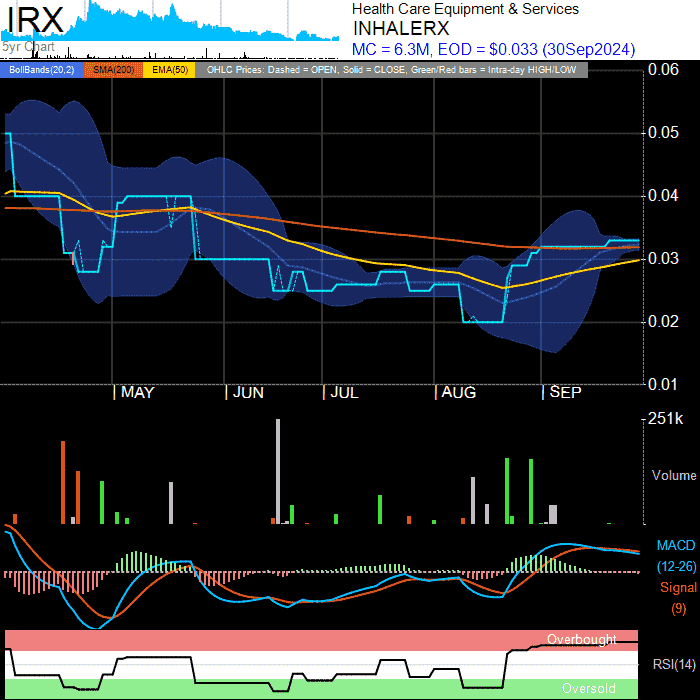 IRX
5yr Chart
Health Care Equipment & Services
INHALERX
MC = 6.3M, EOD = $0.033 (30Sep2024)
BollBands(20,2) SMA(200) EMA(50) OHLC Prices: Dashed = OPEN, Solid = CLOSE, Green/Red bars = Intra-day HIGH/LOW
0.06
0.05
0.04
0.03
0.02
0.01
MAY JUN JUL AUG SEP
251k
Volume
MACD
(12-26)
Signal
(9)
Overbought
RSI(14)
Oversold